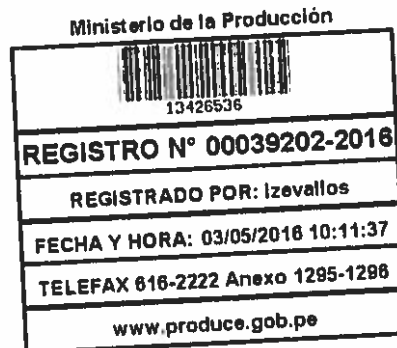 Ministerio de la Producción
13426536
REGISTRO N° 00039202-2016
REGISTRADO POR: lzevallos
FECHA Y HORA: 03/05/2016 10:11:37
TELEFAX 616-2222 Anexo 1295-1296
www.produce.gob.pe